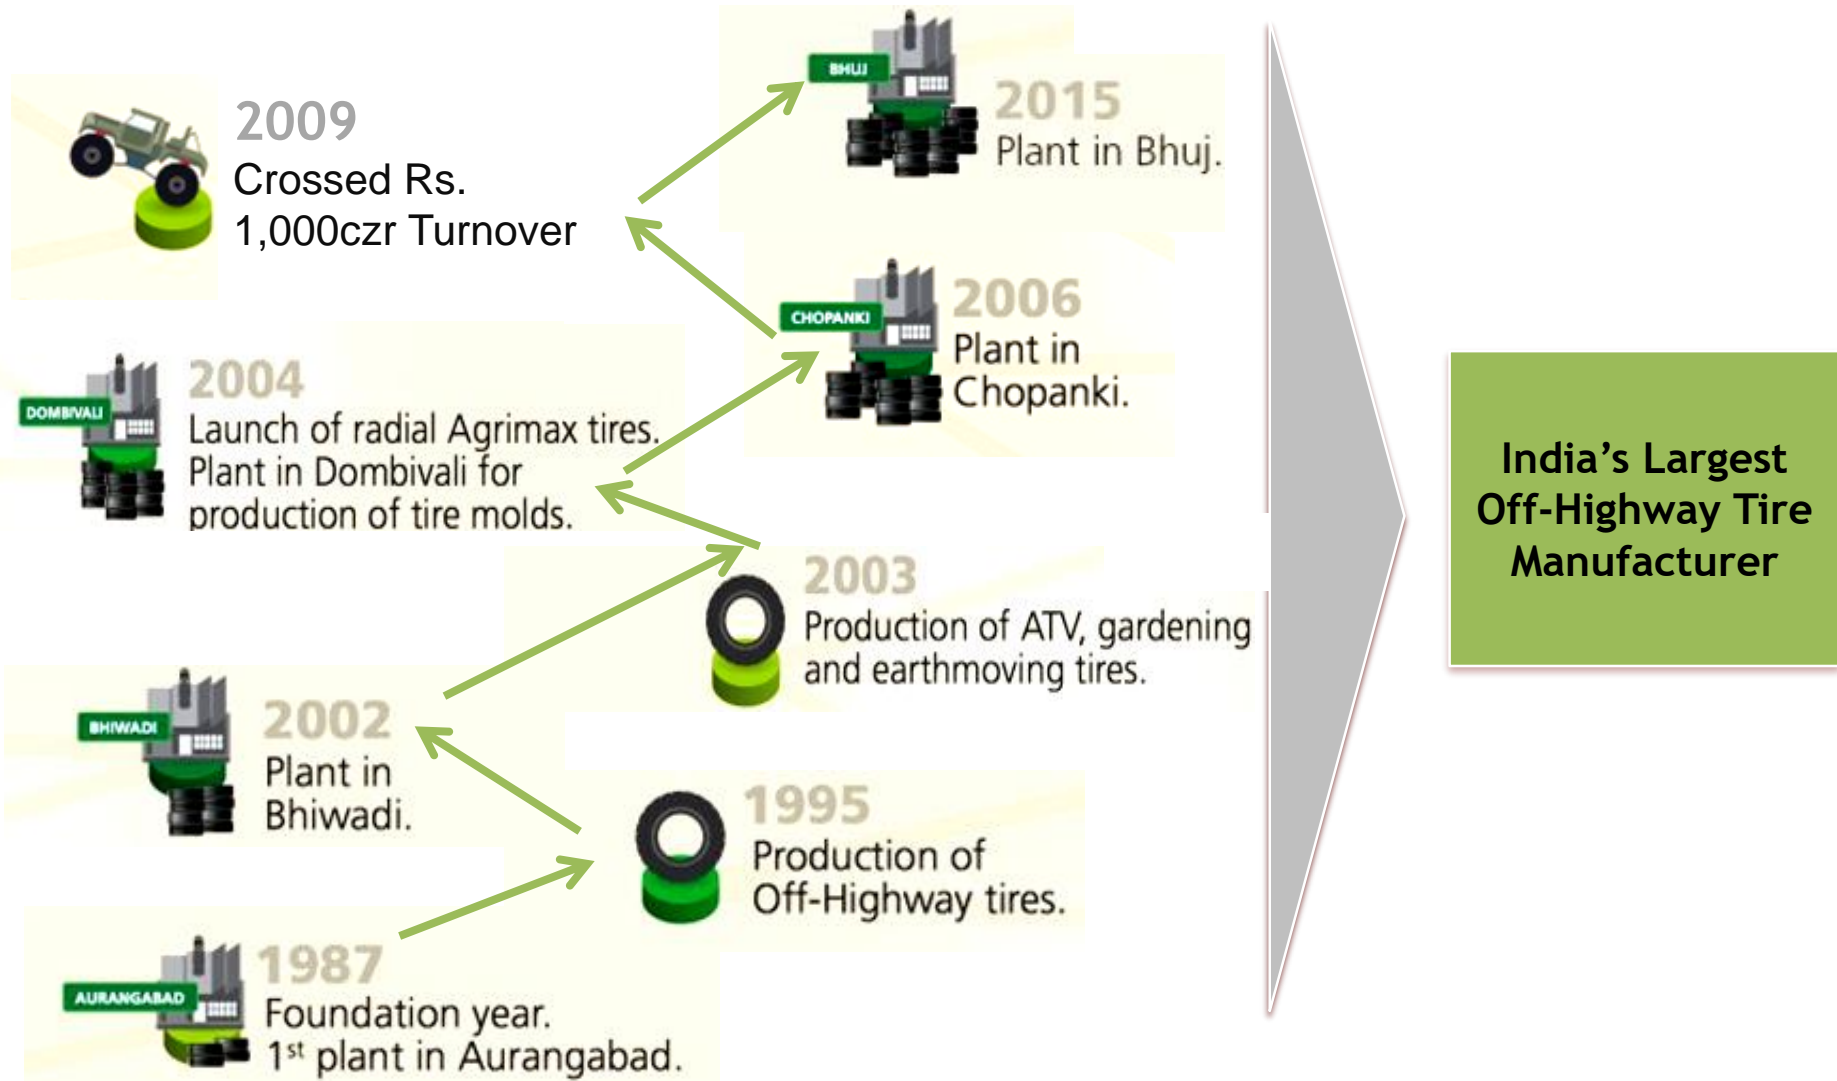 BHUJ
2015
Plant in Bhuj.
2009
Crossed Rs.
1,000czr Turnover
CHOPANKI
2006
Plant in
Chopanki.
DOMBIVALI
2004
Launch of radial Agrimax tires.
Plant in Dombivali for
production of tire molds.
2003
Production of ATV, gardening
and earthmoving tires.
BHIWADI
2002
Plant in
Bhiwadi.
1995
Production of
Off-Highway tires.
AURANGABAD
1987
Foundation year.
1st plant in Aurangabad.
India’s Largest
Off-Highway Tire
Manufacturer